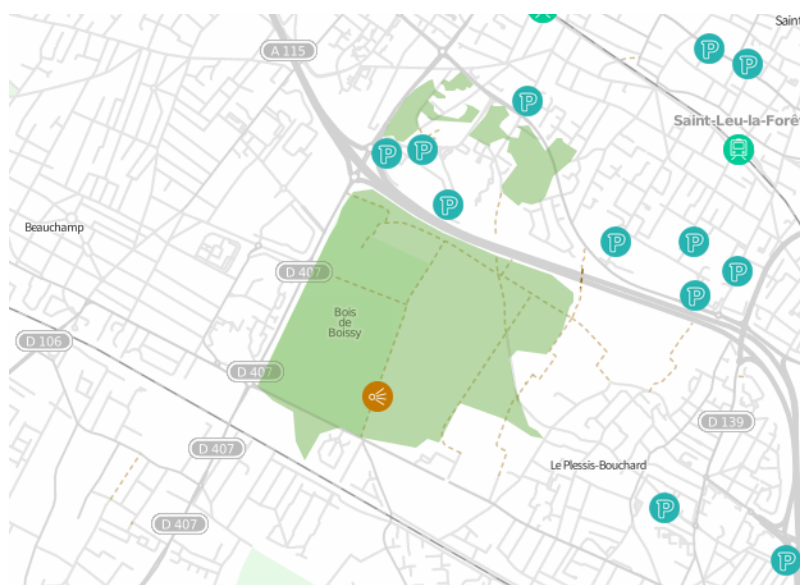 Saint
A 115
P
P
P
Saint-Leu-la-Forêt
P
P
P
Beauchamp
P
P
D 407
P
P
Bois
de
Boissy
D 106
D 407
D 139
D 407
Le Plessis-Bouchard
P
D 407
P